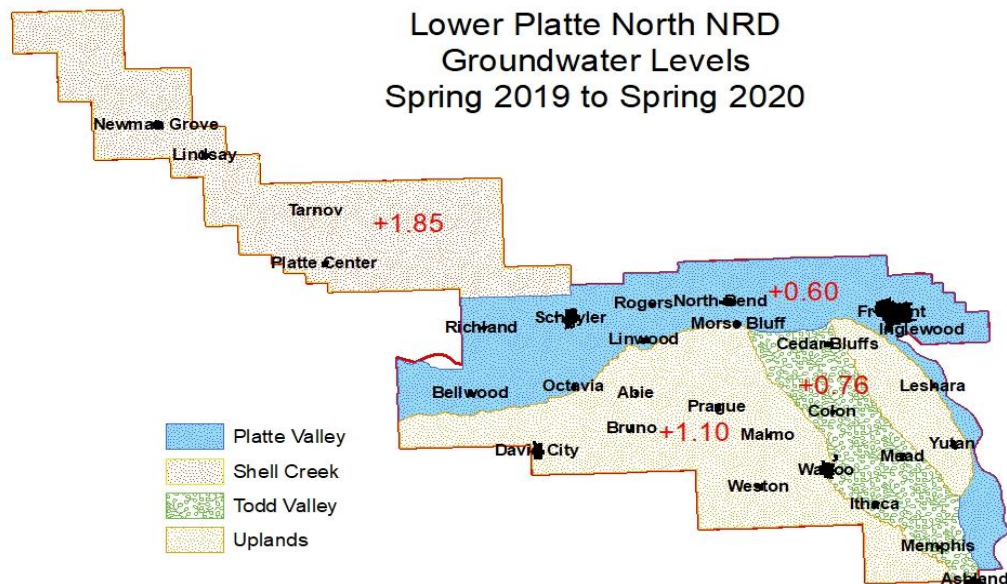 Lower Platte North NRD
Groundwater Levels
Spring 2019 to Spring 2020
Newman Grove
Lindsay
Tarnov
+1.85
Platte Center
Rogers
North Bend
+0.60
Richland
Schuyler
Morse Bluff
Fremont
Inglewood
Linwood
Cedar Bluffs
Bellwood
Octavia
Abie
+0.76
Leshara
Prague
Colon
Bruno
+1.10
Malmo
David City
Yutan
Mead
Wahoo
Weston
Ithaca
Memphis
Ashland
Platte Valley
Shell Creek
Todd Valley
Uplands